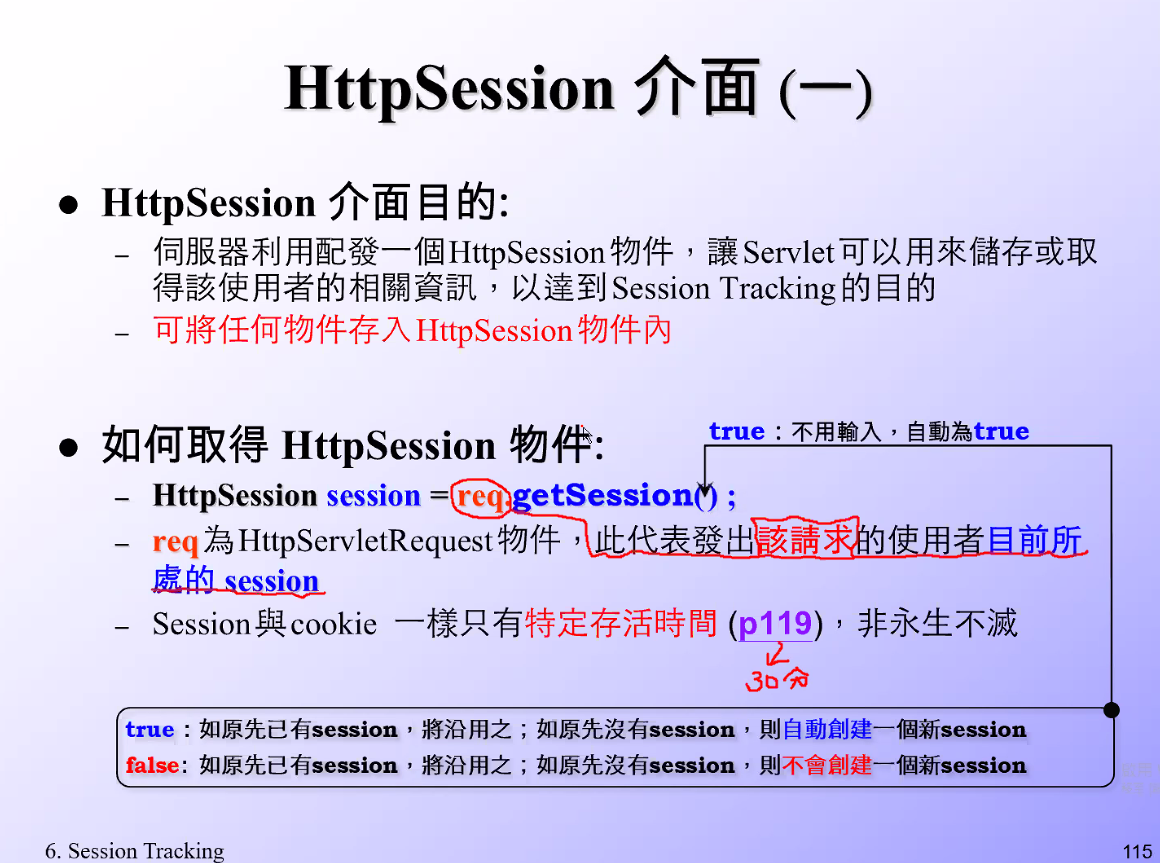 HttpSession 介面 (一)
● HttpSession 介面目的:
– 伺服器利用配發一個HttpSession物件，讓Servlet可以用來儲存或取
得該使用者的相關資訊，以達到Session Tracking的目的
– 可將任何物件存入HttpSession物件內
● 如何取得 HttpSession 物件:
true：不用輸入，自動為true
– HttpSession session = req.getSession() ;
– req為HttpServletRequest物件，此代表發出該請求的使用者目前所
處的 session
– Session與cookie 一樣只有特定存活時間 (p119)，非永生不滅
30分
true：如原先已有session，將沿用之；如原先沒有session，則自動創建一個新session
false: 如原先已有session，將沿用之；如原先沒有session，則不會創建一個新session
6. Session Tracking
115